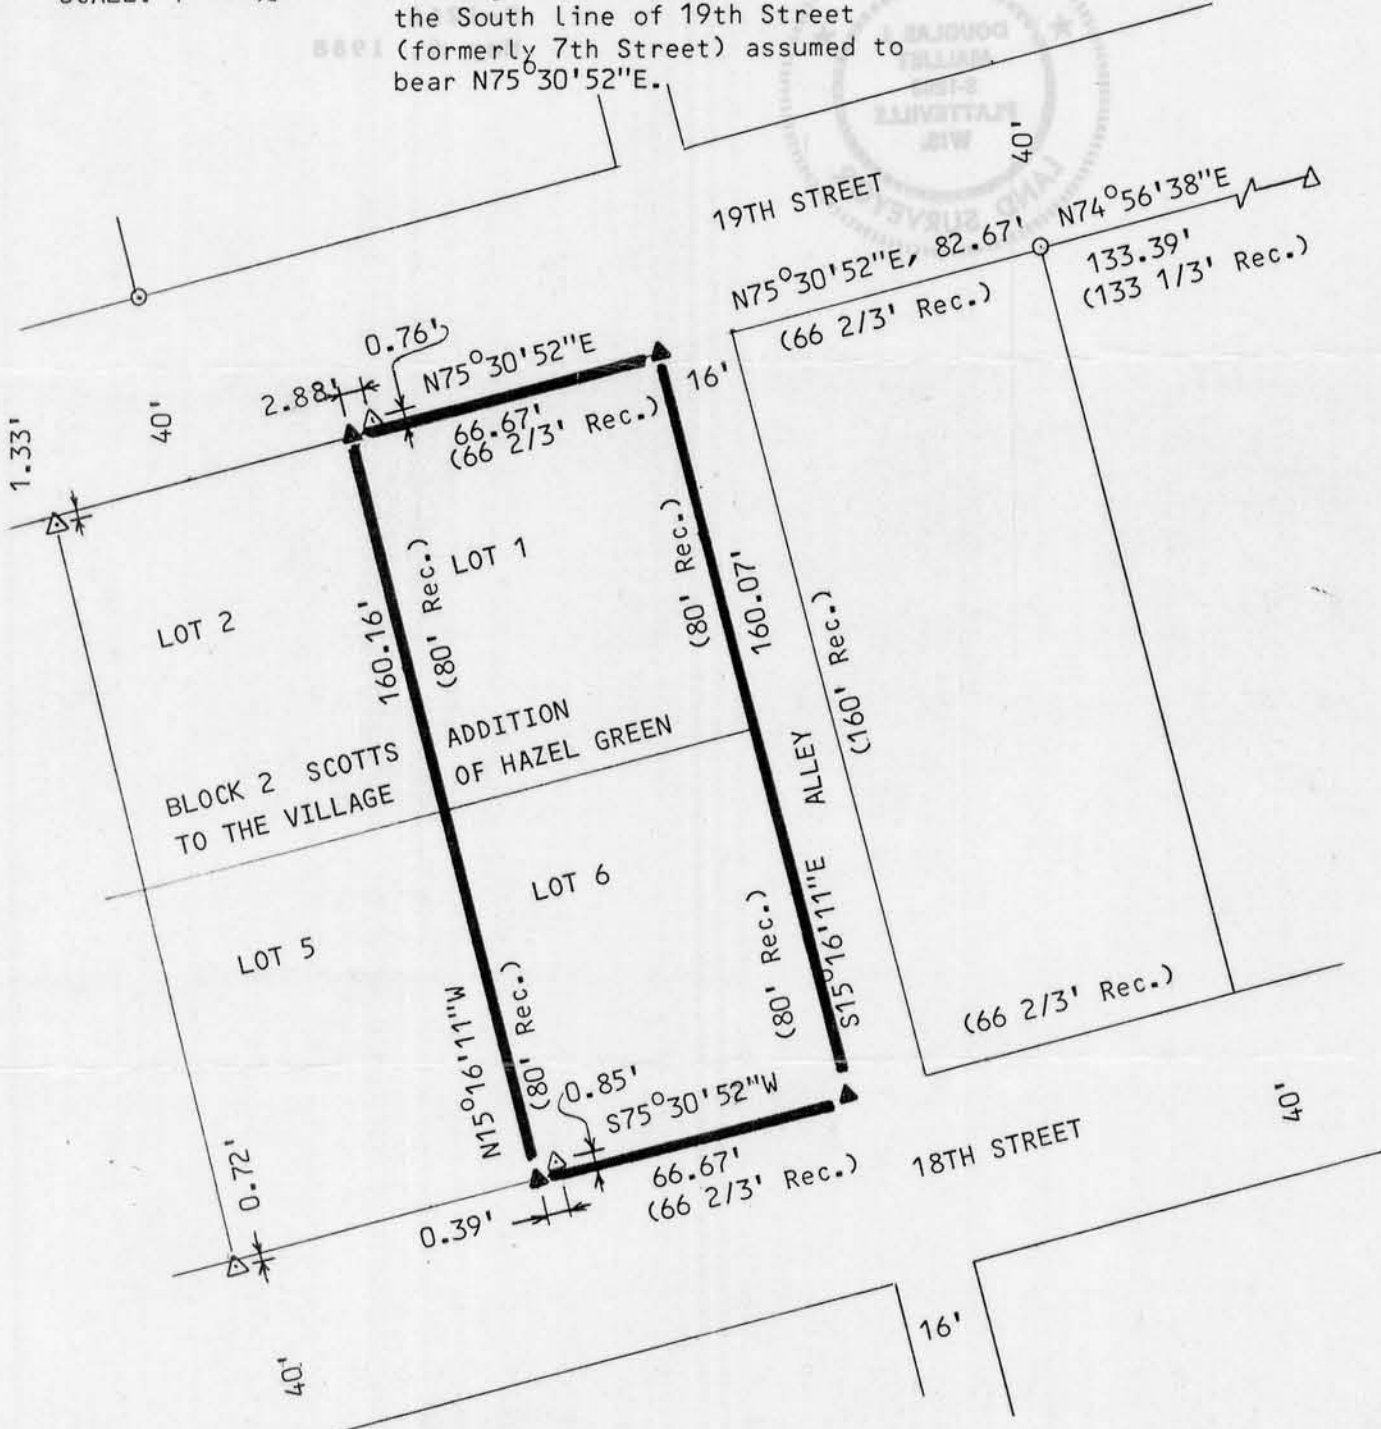 the South line of 19th Street
(formerly 7th Street) assumed to
bear N75°30'52"E.
1988
DOUGLAS J.
PLATTEVILLE
WIS.
LAND SURVEYOR
40'
19TH STREET
N75°30'52"E, 82.67'
N74°56'38"E
133.39'
(133 1/3' Rec.)
(66 2/3' Rec.)
0.76'
2.88'
N75°30'52"E
16'
66.67'
(66 2/3' Rec.)
1.33'
40'
LOT 2
LOT 1
160.16'
(80' Rec.)
(80' Rec.)
160.07'
(160' Rec.)
ALLEY
BLOCK 2 SCOTTS ADDITION
TO THE VILLAGE OF HAZEL GREEN
LOT 5
LOT 6
N15°16'11"W
(80' Rec.)
(80' Rec.)
S15°16'11"E
(66 2/3' Rec.)
0.85'
S75°30'52"W
66.67'
(66 2/3' Rec.)
0.39'
0.72'
18TH STREET
40'
40'
16'